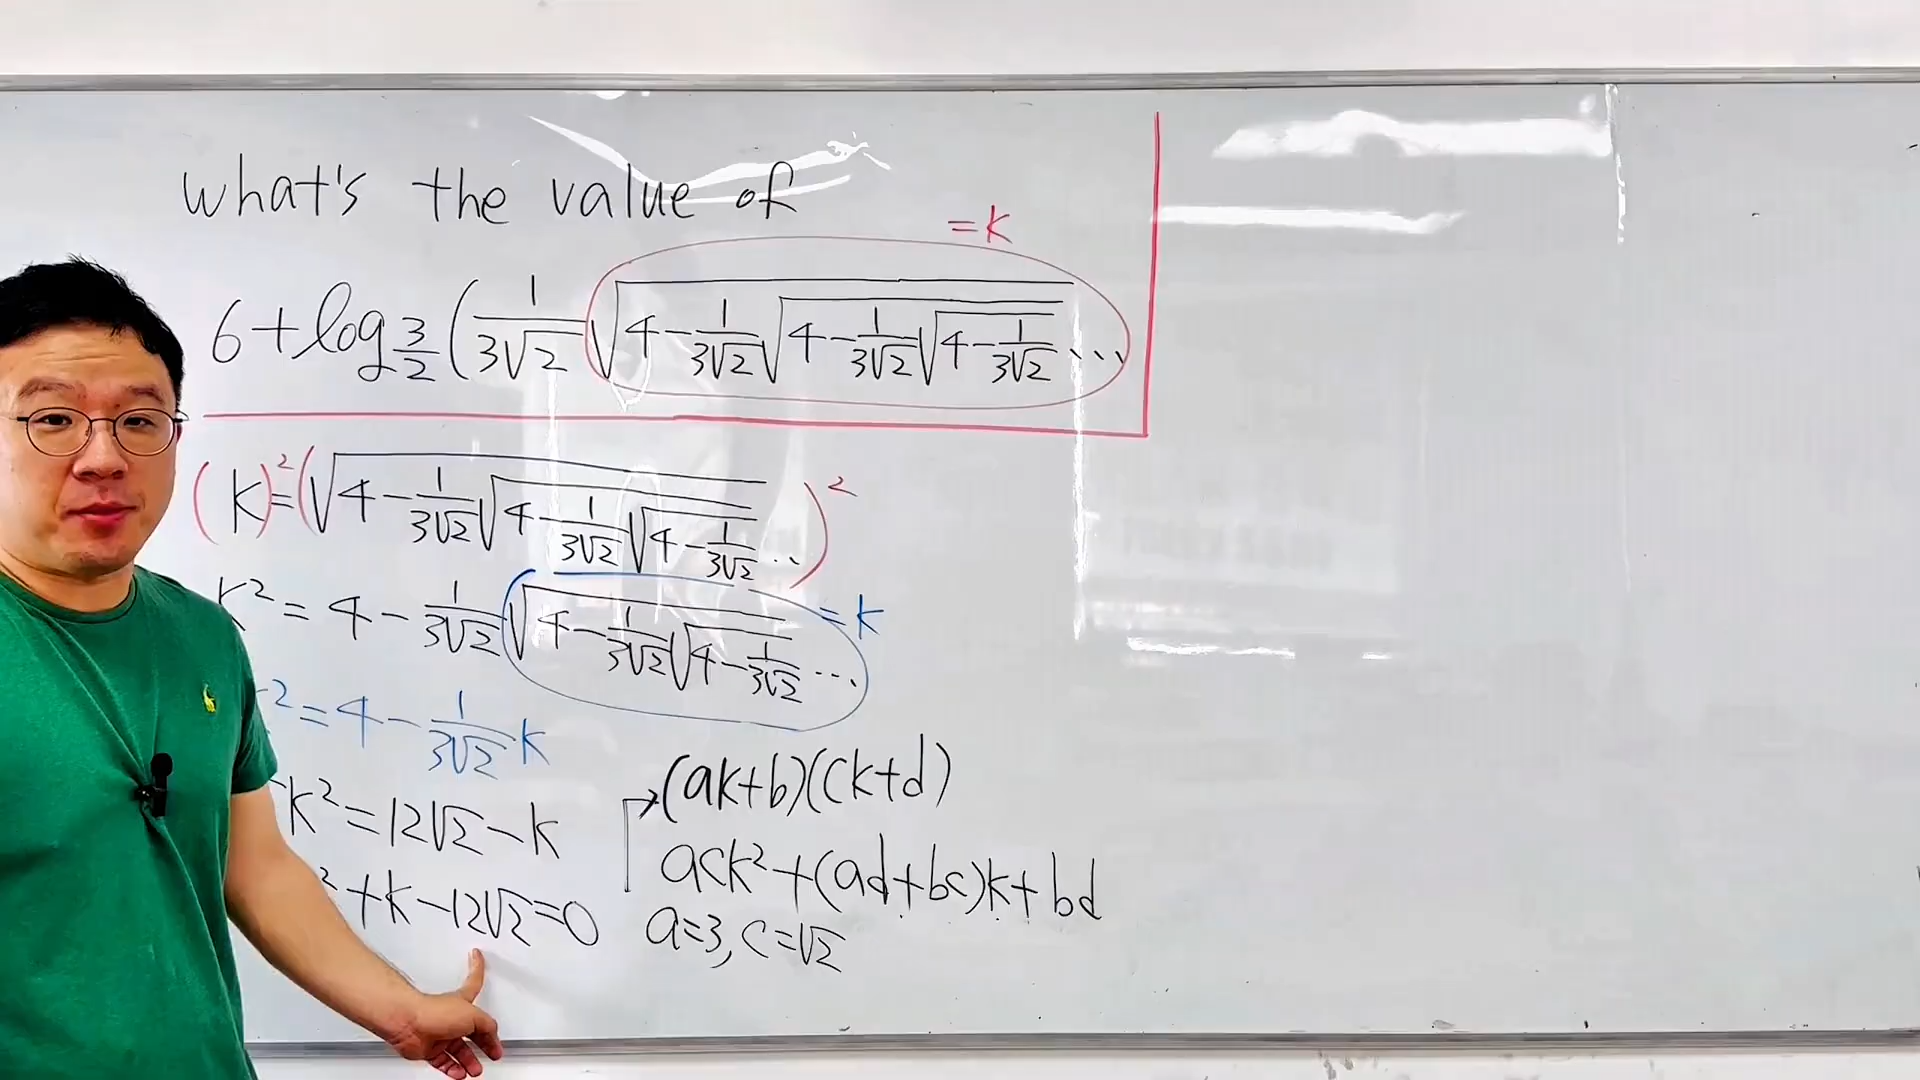 what's the value of
= k
6+log_{3/2}(1/(3√2) √(4-1/(3√2) √(4-1/(3√2) √(4-1/(3√2) ...
(k)²=(√(4-1/(3√2) √(4-1/(3√2) √(4-1/(3√2) ... )²
k²=4-1/(3√2) √(4-1/(3√2) √(4-1/(3√2) ... =k
²=4-1/(3√2) k
k²=12√2-k
²+k-12√2=0
→(ak+b)(ck+d)
ack²+(ad+bc)k+bd
a=3, c=√2